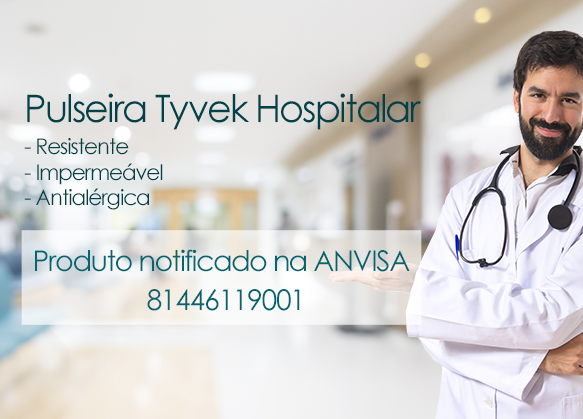 Pulseira Tyvek Hospitalar
- Resistente
- Impermeável
- Antialérgica
Produto notificado na ANVISA
81446119001